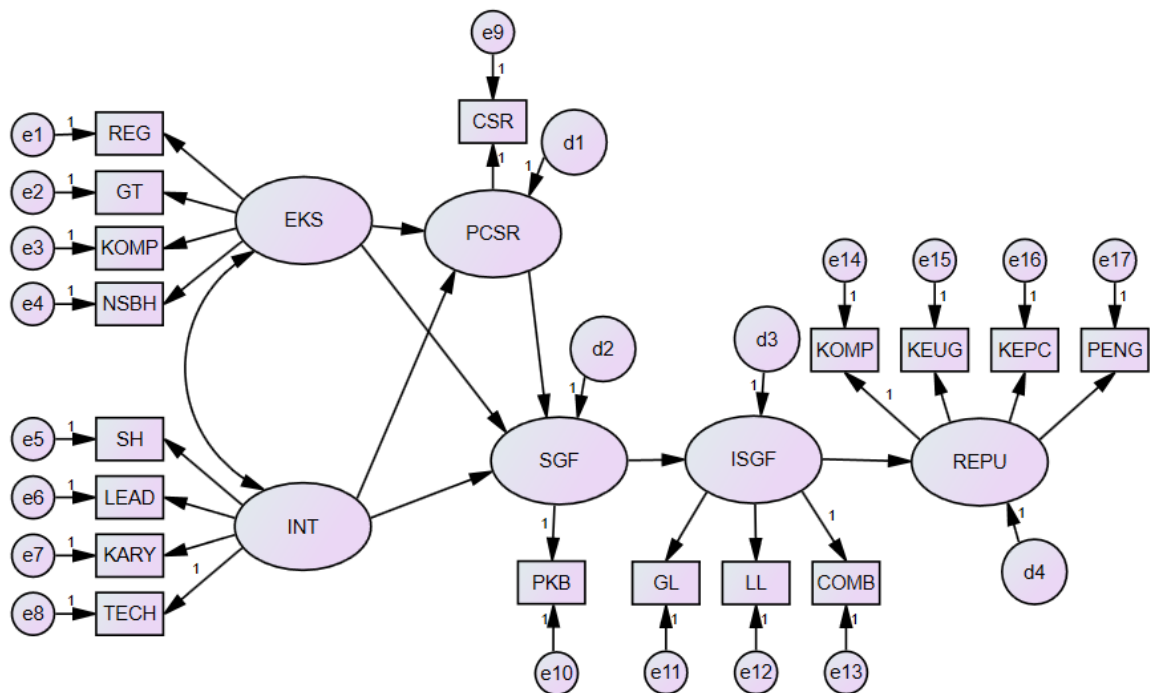 e9
1
CSR
1
d1
1
e1
1
REG
e2
1
GT
e3
1
KOMP
e4
1
NSBH
EKS
PCSR
e14
1
e15
1
e16
1
e17
1
KOMP
KEUG
KEPC
PENG
1
d2
1
d3
1
e5
1
SH
e6
1
LEAD
e7
1
KARY
e8
1
TECH
1
INT
SGF
ISGF
REPU
1
d4
1
1
PKB
GL
LL
COMB
1
1
1
1
e10
e11
e12
e13